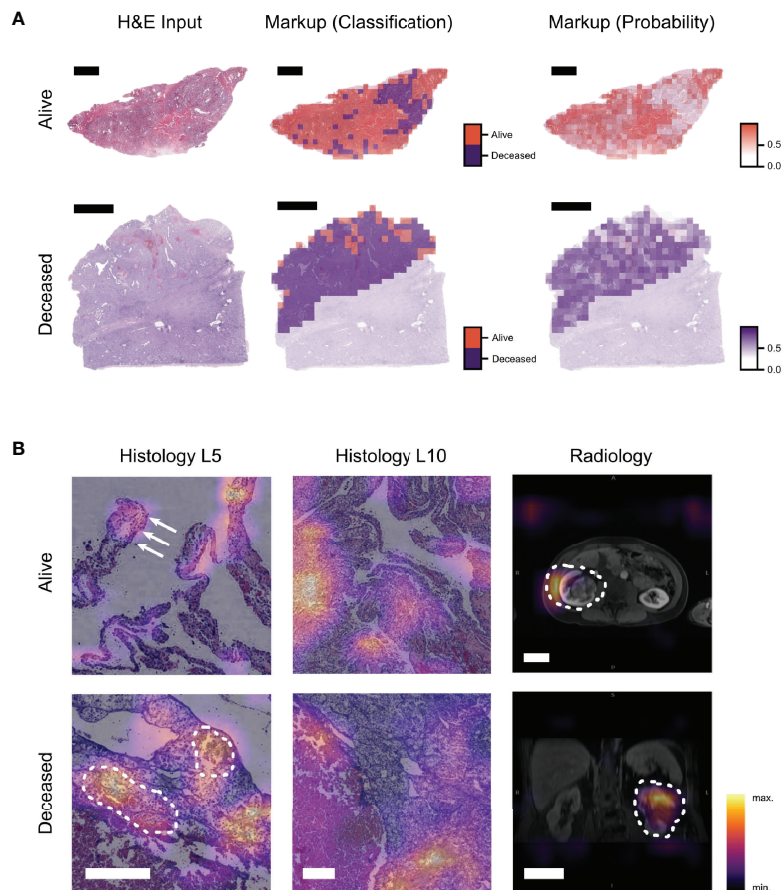 A
H&E Input
Markup (Classification)
Markup (Probability)
Alive
Alive
Deceased
0.5
0.0
Deceased
Alive
Deceased
0.5
0.0
B
Histology L5
Histology L10
Radiology
Alive
A
R
L
P
Deceased
S
R
L
I
max.
min.